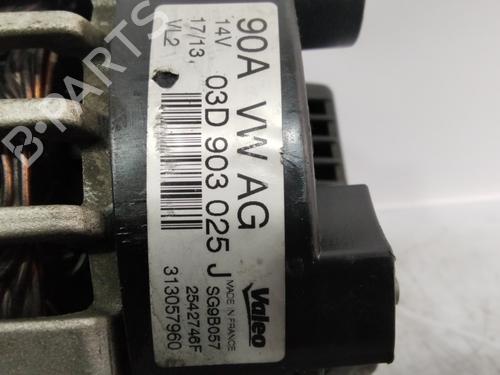 90A VW AG
14V 03D 903 025 J
17/13,
VL2
SG9B057
2542746F
313057960
MADE IN FRANCE
Valeo
B-PARTS